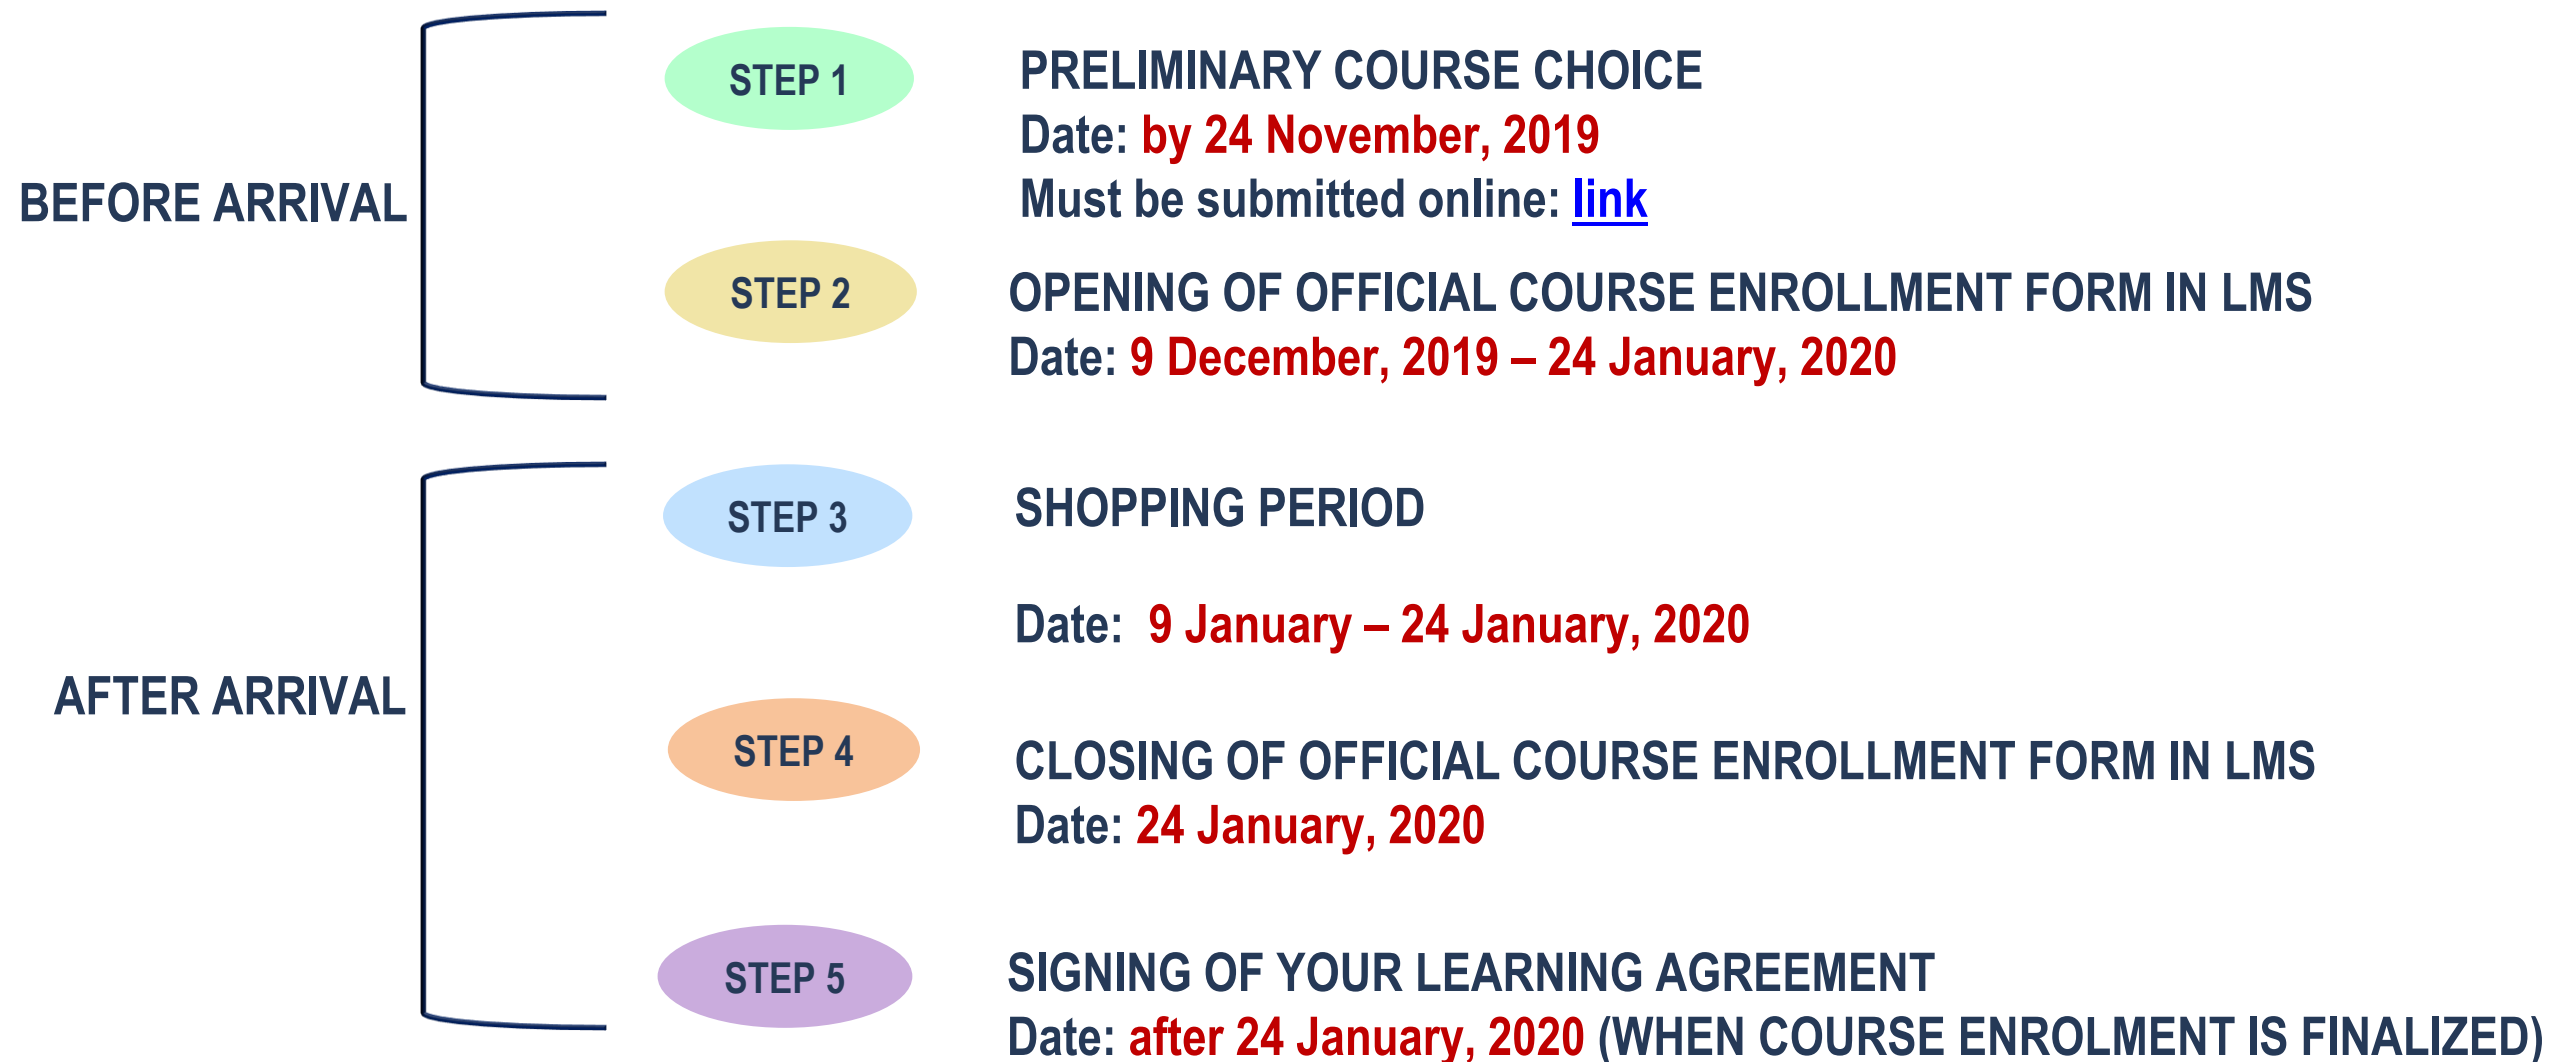 BEFORE ARRIVAL
STEP 1
PRELIMINARY COURSE CHOICE
Date: by 24 November, 2019
Must be submitted online: link
STEP 2
OPENING OF OFFICIAL COURSE ENROLLMENT FORM IN LMS
Date: 9 December, 2019 – 24 January, 2020
AFTER ARRIVAL
STEP 3
SHOPPING PERIOD
Date: 9 January – 24 January, 2020
STEP 4
CLOSING OF OFFICIAL COURSE ENROLLMENT FORM IN LMS
Date: 24 January, 2020
STEP 5
SIGNING OF YOUR LEARNING AGREEMENT
Date: after 24 January, 2020 (WHEN COURSE ENROLMENT IS FINALIZED)